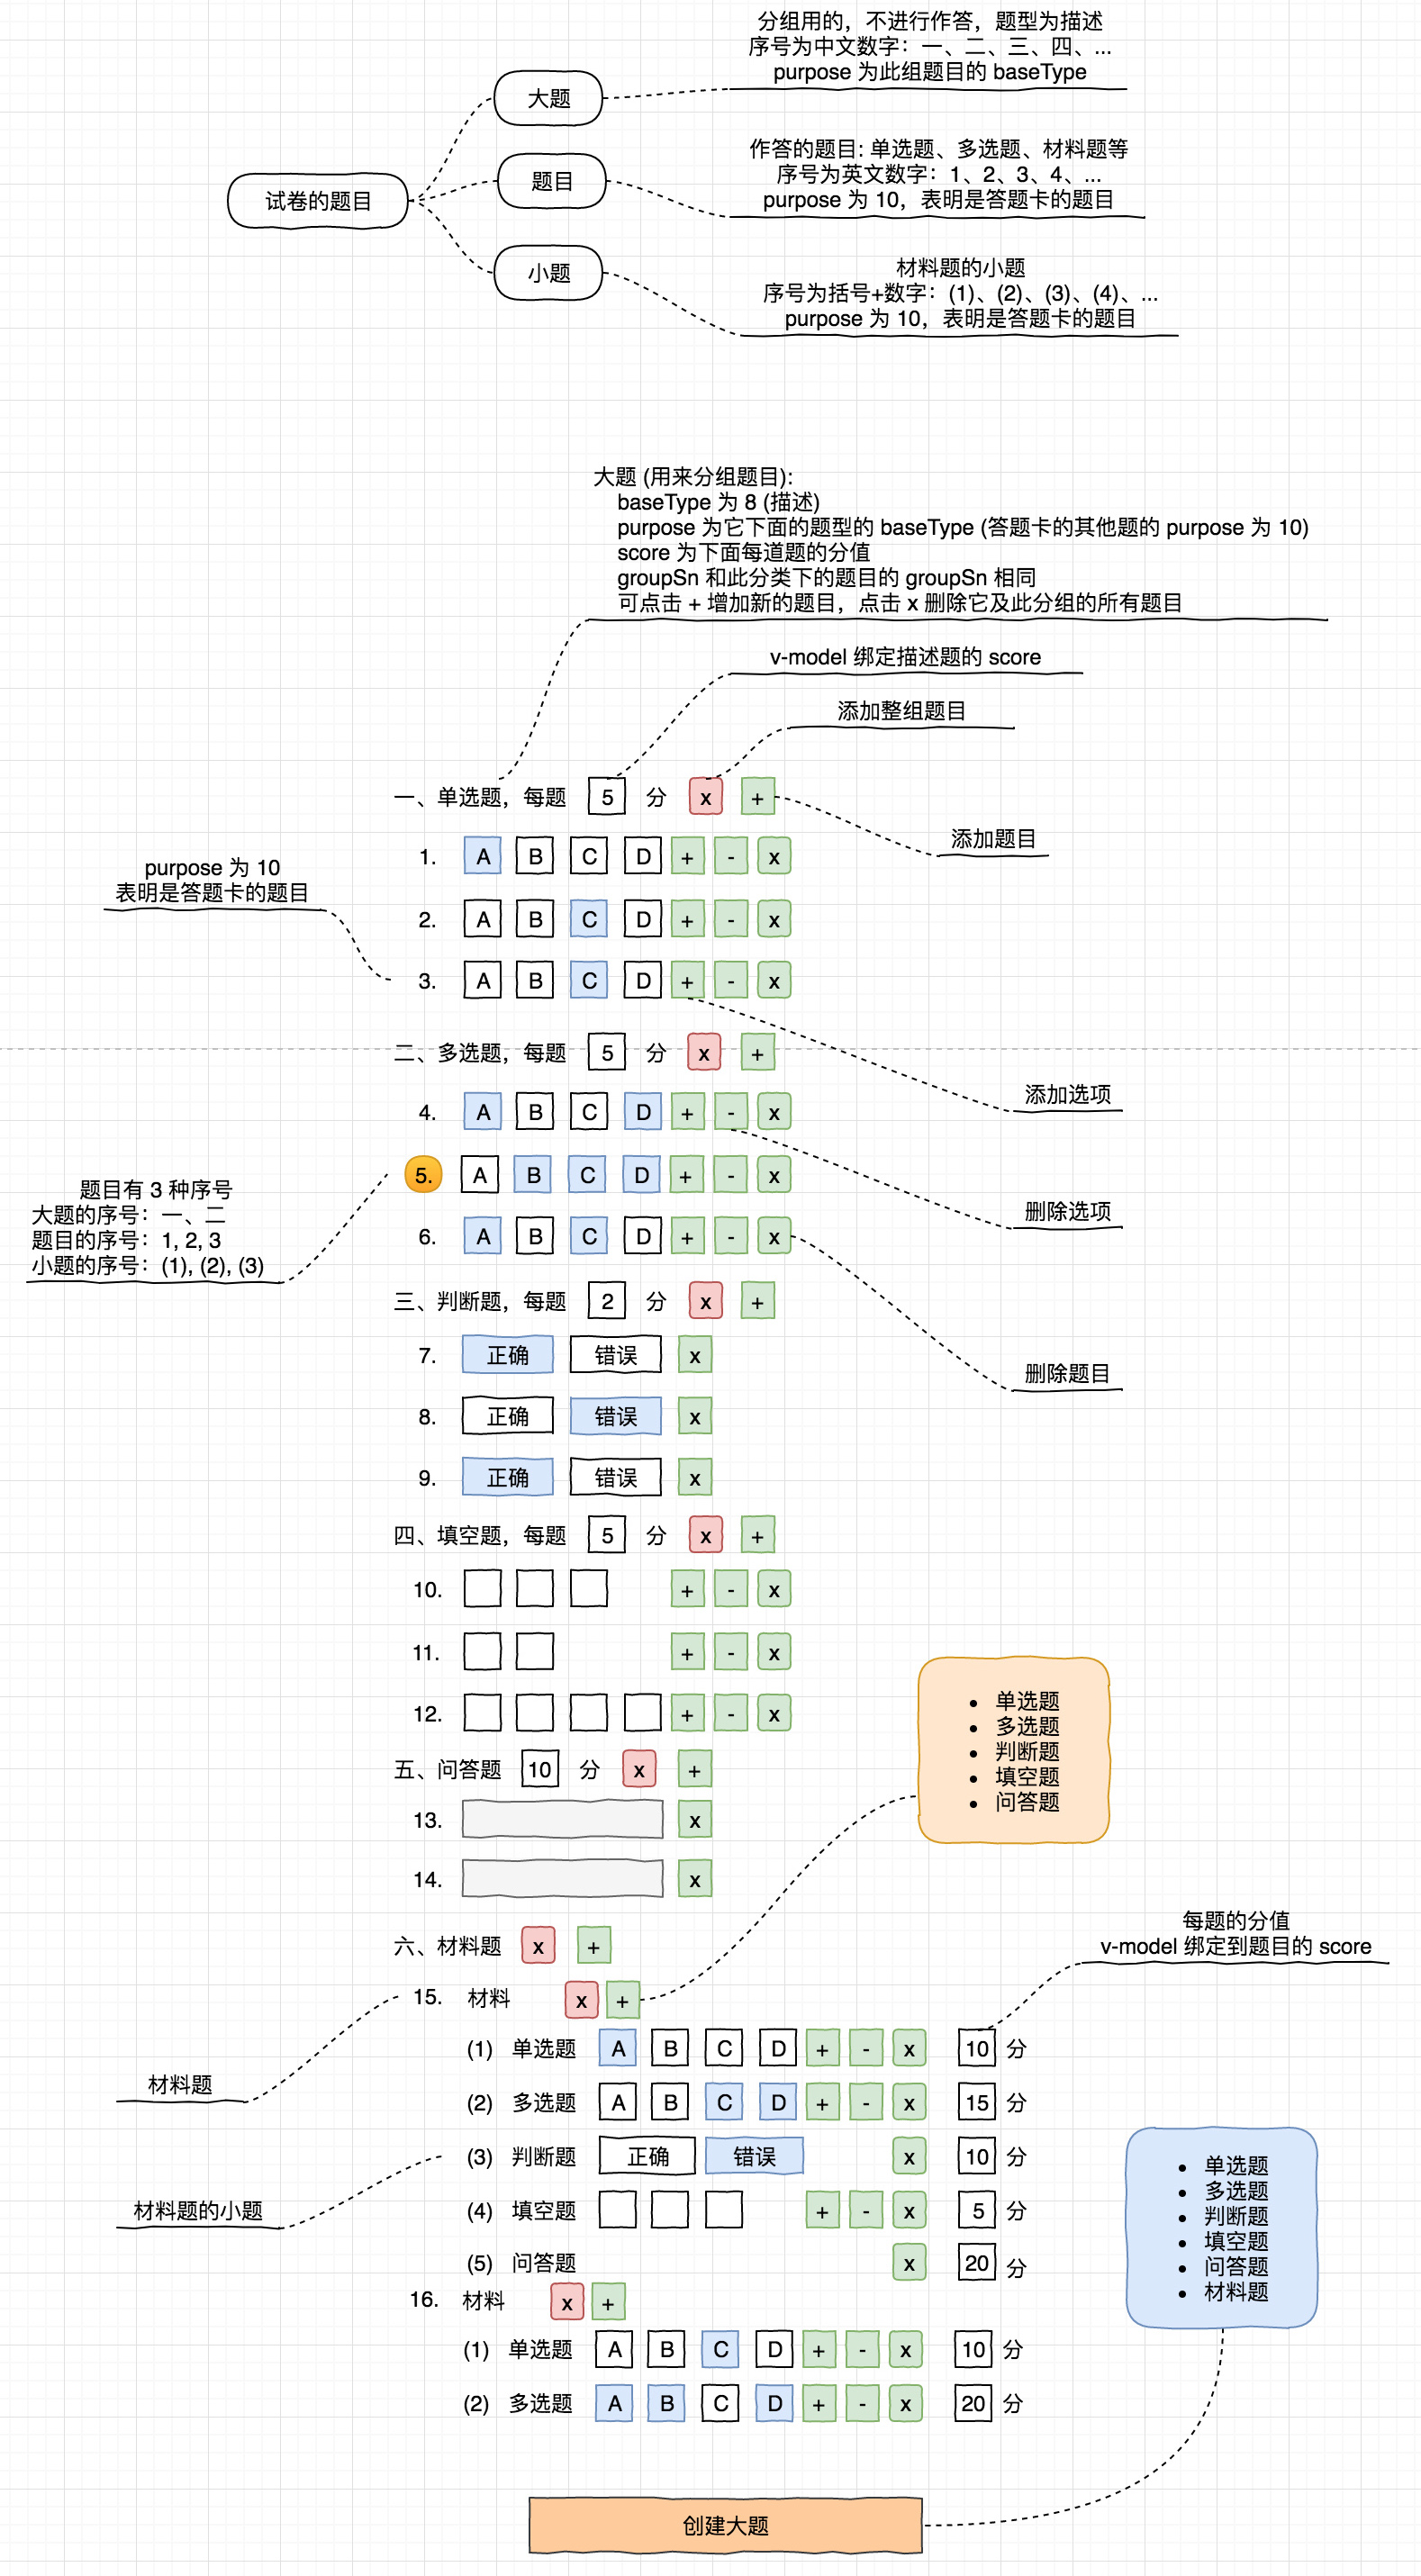 分组用的，不进行作答，题型为描述
序号为中文数字：一、二、三、四、...
purpose 为此组题目的 baseType
大题
作答的题目: 单选题、多选题、材料题等
序号为英文数字：1、2、3、4、...
purpose 为 10，表明是答题卡的题目
题目
试卷的题目
小题
材料题的小题
序号为括号+数字：(1)、(2)、(3)、(4)、...
purpose 为 10，表明是答题卡的题目
大题 (用来分组题目):
baseType 为 8 (描述)
purpose 为它下面的题型的 baseType (答题卡的其他题的 purpose 为 10)
score 为下面每道题的分值
groupSn 和此分类下的题目的 groupSn 相同
可点击 + 增加新的题目，点击 x 删除它及此分组的所有题目
v-model 绑定描述题的 score
添加整组题目
一、单选题，每题 5 分 x +
添加题目
1. A B C D + - x
purpose 为 10
表明是答题卡的题目
2. A B C D + - x
3. A B C D + - x
二、多选题，每题 5 分 x +
添加选项
4. A B C D + - x
5. A B C D + - x
题目有 3 种序号
大题的序号：一、二
题目的序号：1, 2, 3
小题的序号：(1), (2), (3)
删除选项
6. A B C D + - x
三、判断题，每题 2 分 x +
7. 正确 错误 x
删除题目
8. 正确 错误 x
9. 正确 错误 x
四、填空题，每题 5 分 x +
10. + - x
11. + - x
12. + - x
• 单选题
• 多选题
• 判断题
• 填空题
• 问答题
五、问答题 10 分 x +
13. x
14. x
六、材料题 x +
每题的分值
v-model 绑定到题目的 score
15. 材料 x +
(1) 单选题 A B C D + - x 10 分
材料题
(2) 多选题 A B C D + - x 15 分
(3) 判断题 正确 错误 x 10 分
材料题的小题
(4) 填空题 + - x 5 分
(5) 问答题 x 20 分
• 单选题
• 多选题
• 判断题
• 填空题
• 问答题
• 材料题
16. 材料 x +
(1) 单选题 A B C D + - x 10 分
(2) 多选题 A B C D + - x 20 分
创建大题